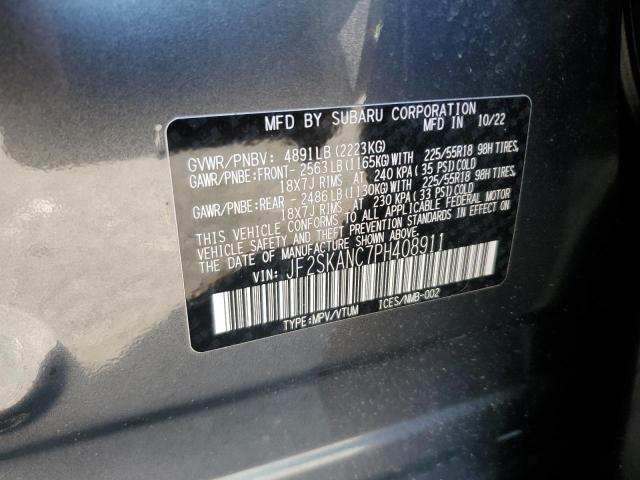 MFD BY SUBARU CORPORATION
MFD IN 10/22
GVWR/PNBV: 4891LB(2223KG)
GAWR/PNBE:FRONT- 2563LB(1165KG)WITH 225/55R18 98H TIRES,
18X7J RIMS AT 240 KPA(35 PSI)COLD
GAWR/PNBE:REAR - 2486LB(1130KG)WITH 225/55R18 98H TIRES,
18X7J RIMS AT 230 KPA(33 PSI)COLD
THIS VEHICLE CONFORMS TO ALL APPLICABLE FEDERAL MOTOR
VEHICLE SAFETY AND THEFT PREVENTION STANDARDS IN EFFECT ON
THE DATE OF MANUFACTURE SHOWN ABOVE.
VIN: JF2SKANC7PH408911
TYPE:MPV/VTUM ICES/NMB-002